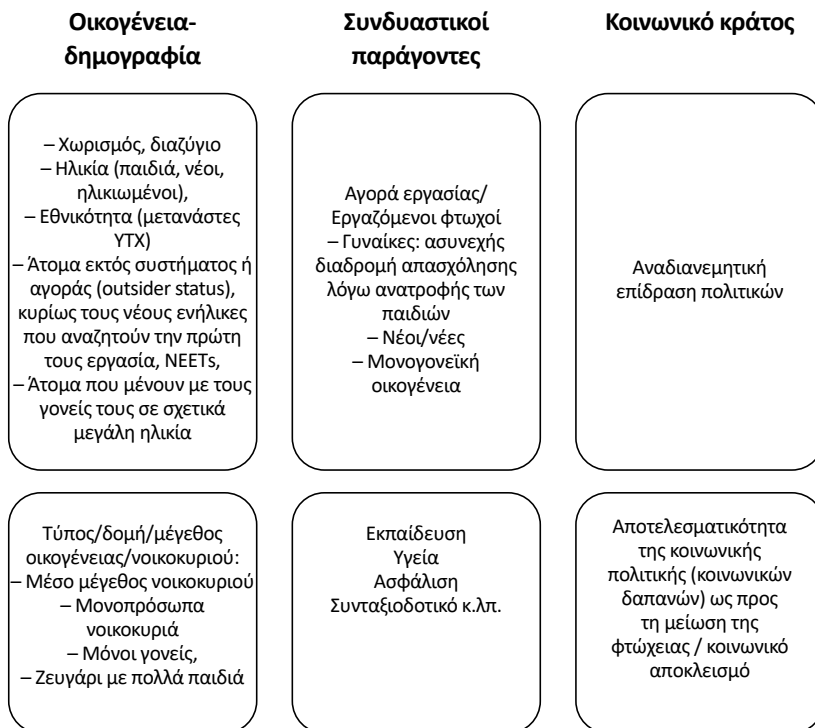 Οικογένεια-
δημογραφία
– Χωρισμός, διαζύγιο
– Ηλικία (παιδιά, νέοι,
ηλικιωμένοι),
– Εθνικότητα (μετανάστες
ΥΤΧ)
– Άτομα εκτός συστήματος ή
αγοράς (outsider status),
κυρίως τους νέους ενήλικες
που αναζητούν την πρώτη
τους εργασία, NEETs,
– Άτομα που μένουν με τους
γονείς τους σε σχετικά
μεγάλη ηλικία
Τύπος/δομή/μέγεθος
οικογένειας/νοικοκυριού:
– Μέσο μέγεθος νοικοκυριού
– Μονοπρόσωπα
νοικοκυριά
– Μόνοι γονείς,
– Ζευγάρι με πολλά παιδιά
Συνδυαστικοί
παράγοντες
Αγορά εργασίας/
Εργαζόμενοι φτωχοί
– Γυναίκες: ασυνεχής
διαδρομή απασχόλησης
λόγω ανατροφής των
παιδιών
– Νέοι/νέες
– Μονογονεϊκή
οικογένεια
Εκπαίδευση
Υγεία
Ασφάλιση
Συνταξιοδοτικό κ.λπ.
Κοινωνικό κράτος
Αναδιανεμητική
επίδραση πολιτικών
Αποτελεσματικότητα
της κοινωνικής
πολιτικής (κοινωνικών
δαπανών) ως προς
τη μείωση της
φτώχειας / κοινωνικό
αποκλεισμό